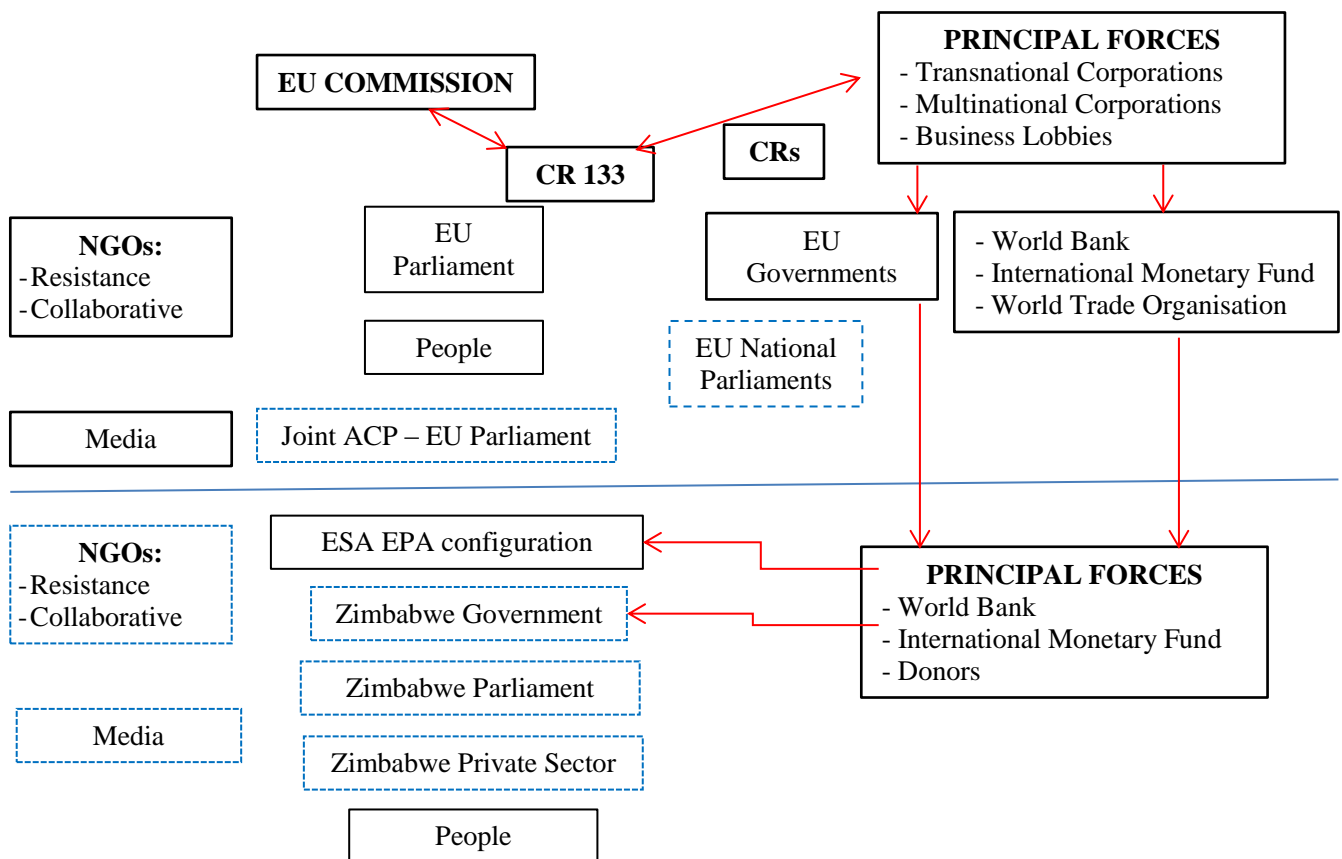 PRINCIPAL FORCES
- Transnational Corporations
- Multinational Corporations
- Business Lobbies
EU COMMISSION
CRs
CR 133
NGOs:
- Resistance
- Collaborative
EU
Parliament
EU
Governments
- World Bank
- International Monetary Fund
- World Trade Organisation
People
EU National
Parliaments
Media
Joint ACP – EU Parliament
NGOs:
- Resistance
- Collaborative
ESA EPA configuration
Zimbabwe Government
PRINCIPAL FORCES
- World Bank
- International Monetary Fund
- Donors
Zimbabwe Parliament
Media
Zimbabwe Private Sector
People